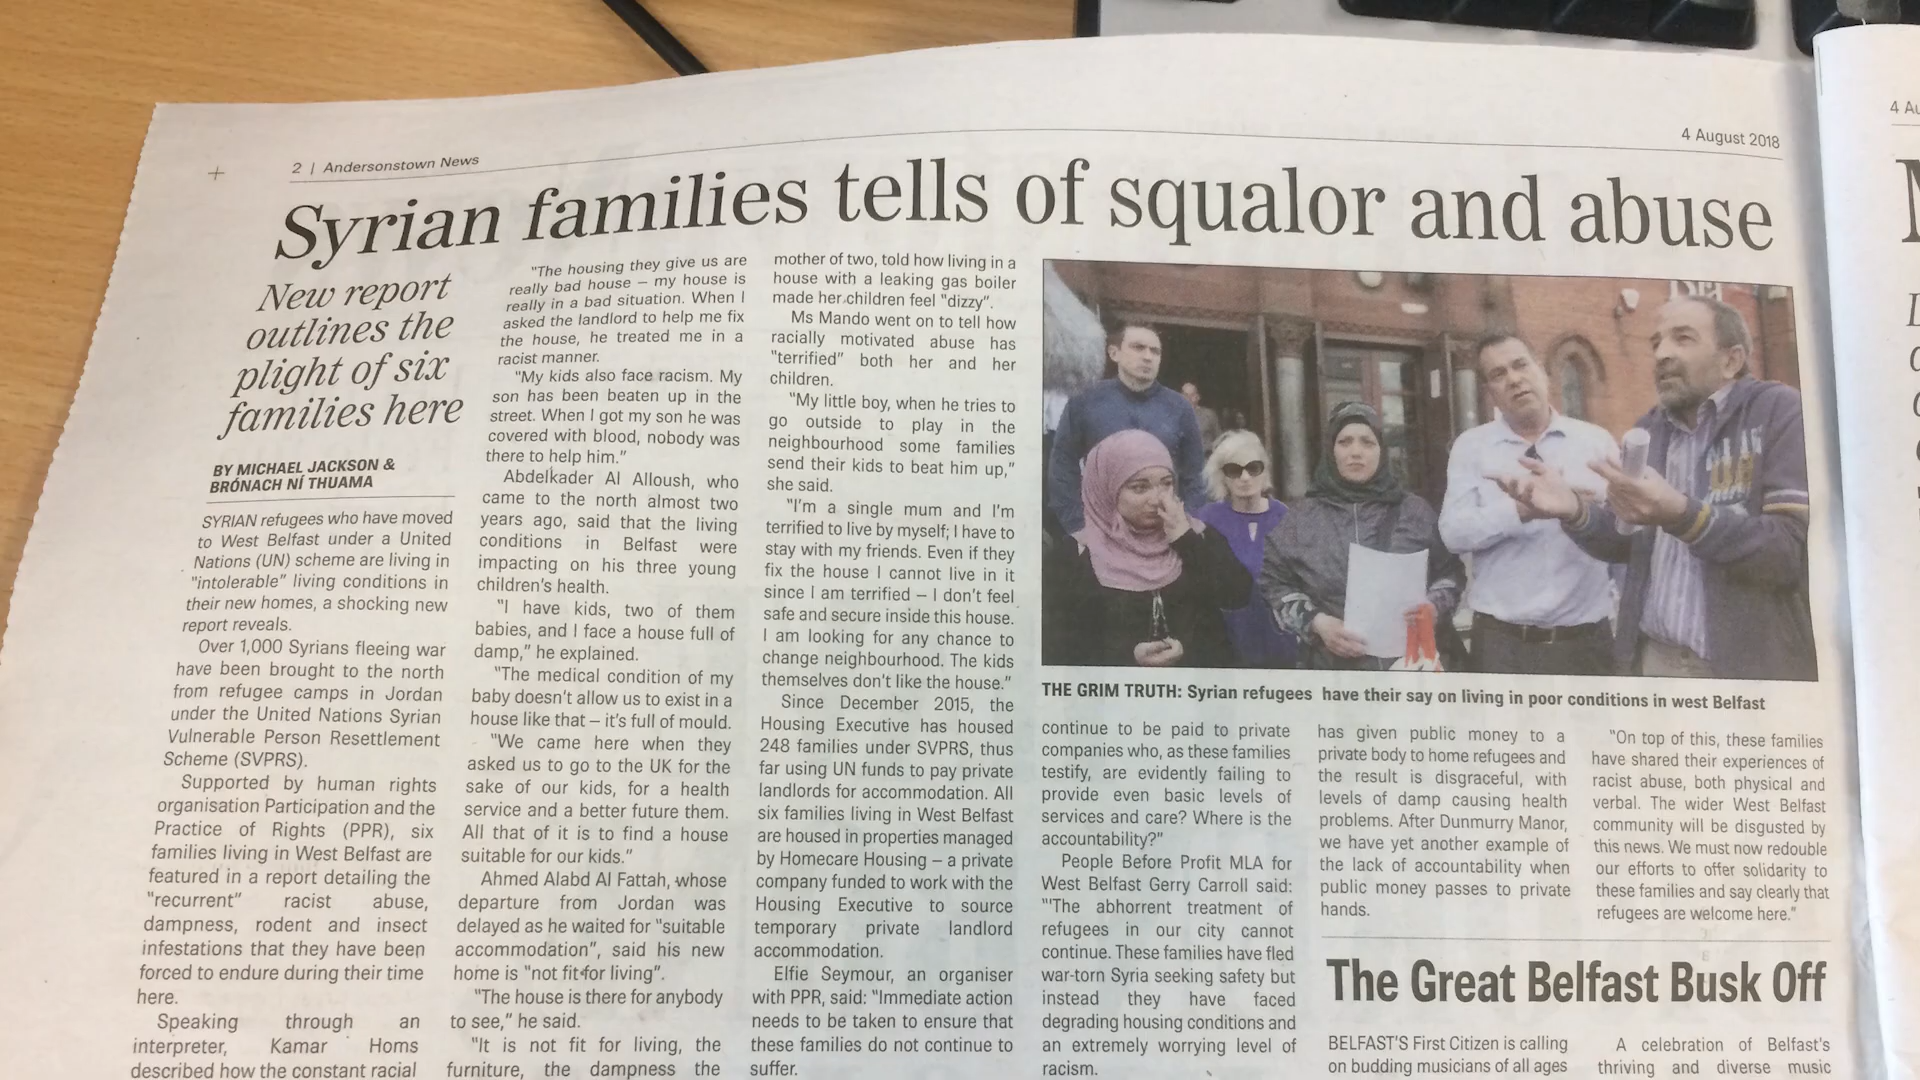 2 | Andersonstown News
4 August 2018
Syrian families tells of squalor and abuse
New report
outlines the
plight of six
families here
BY MICHAEL JACKSON &
BRÓNACH NÍ THUAMA
SYRIAN refugees who have moved
to West Belfast under a United
Nations (UN) scheme are living in
"intolerable" living conditions in
their new homes, a shocking new
report reveals.
Over 1,000 Syrians fleeing war
have been brought to the north
from refugee camps in Jordan
under the United Nations Syrian
Vulnerable Person Resettlement
Scheme (SVPRS).
Supported by human rights
organisation Participation and the
Practice of Rights (PPR), six
families living in West Belfast are
featured in a report detailing the
"recurrent" racist abuse,
dampness, rodent and insect
infestations that they have been
forced to endure during their time
here.
Speaking through an
interpreter, Kamar Homs
described how the constant racial
"The housing they give us are
really bad house – my house is
really in a bad situation. When I
asked the landlord to help me fix
the house, he treated me in a
racist manner.
"My kids also face racism. My
son has been beaten up in the
street. When I got my son he was
covered with blood, nobody was
there to help him."
Abdelkader Al Alloush, who
came to the north almost two
years ago, said that the living
conditions in Belfast were
impacting on his three young
children's health.
"I have kids, two of them
babies, and I face a house full of
damp," he explained.
"The medical condition of my
baby doesn't allow us to exist in a
house like that – it's full of mould.
"We came here when they
asked us to go to the UK for the
sake of our kids, for a health
service and a better future them.
All that of it is to find a house
suitable for our kids."
Ahmed Alabd Al Fattah, whose
departure from Jordan was
delayed as he waited for "suitable
accommodation", said his new
home is "not fit for living".
"The house is there for anybody
to see," he said.
"It is not fit for living, the
furniture, the dampness the
mother of two, told how living in a
house with a leaking gas boiler
made her children feel "dizzy".
Ms Mando went on to tell how
racially motivated abuse has
"terrified" both her and her
children.
"My little boy, when he tries to
go outside to play in the
neighbourhood some families
send their kids to beat him up,"
she said.
"I'm a single mum and I'm
terrified to live by myself; I have to
stay with my friends. Even if they
fix the house I cannot live in it
since I am terrified – I don't feel
safe and secure inside this house.
I am looking for any chance to
change neighbourhood. The kids
themselves don't like the house."
Since December 2015, the
Housing Executive has housed
248 families under SVPRS, thus
far using UN funds to pay private
landlords for accommodation. All
six families living in West Belfast
are housed in properties managed
by Homecare Housing – a private
company funded to work with the
Housing Executive to source
temporary private landlord
accommodation.
Elfie Seymour, an organiser
with PPR, said: "Immediate action
needs to be taken to ensure that
these families do not continue to
suffer.
THE GRIM TRUTH: Syrian refugees have their say on living in poor conditions in west Belfast
continue to be paid to private
companies who, as these families
testify, are evidently failing to
provide even basic levels of
services and care? Where is the
accountability?"
People Before Profit MLA for
West Belfast Gerry Carroll said:
"'The abhorrent treatment of
refugees in our city cannot
continue. These families have fled
war-torn Syria seeking safety but
instead they have faced
degrading housing conditions and
an extremely worrying level of
racism.
has given public money to a
private body to home refugees and
the result is disgraceful, with
levels of damp causing health
problems. After Dunmurry Manor,
we have yet another example of
the lack of accountability when
public money passes to private
hands.
"On top of this, these families
have shared their experiences of
racist abuse, both physical and
verbal. The wider West Belfast
community will be disgusted by
this news. We must now redouble
our efforts to offer solidarity to
these families and say clearly that
refugees are welcome here."
The Great Belfast Busk Off
BELFAST'S First Citizen is calling
on budding musicians of all ages
A celebration of Belfast's
thriving and diverse music